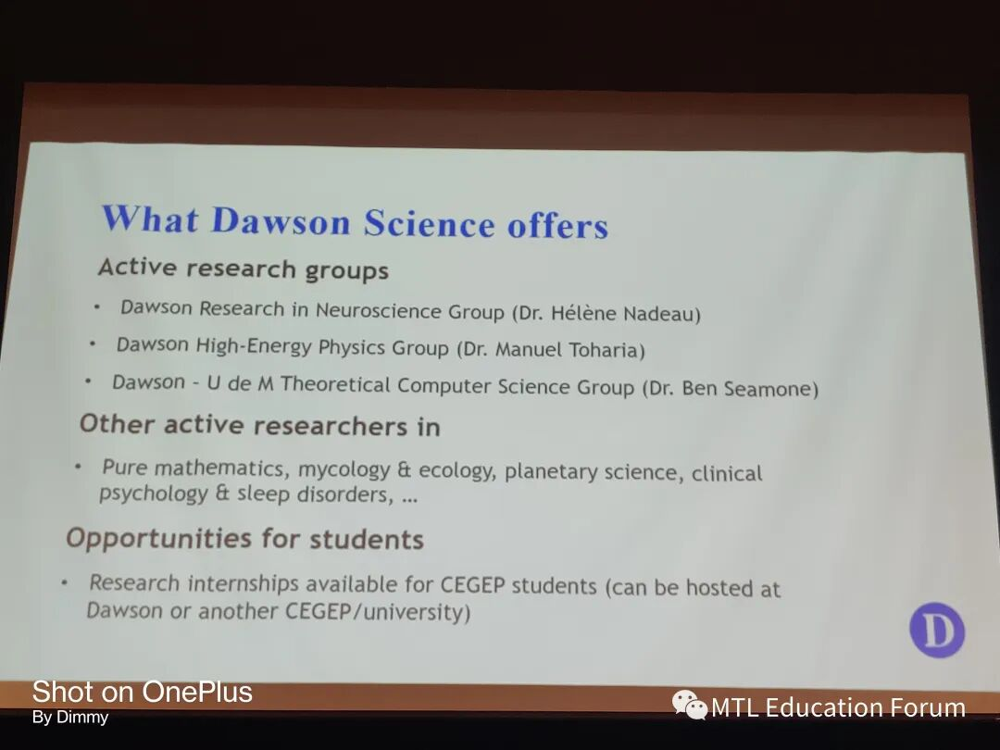 What Dawson Science offers
Active research groups
• Dawson Research in Neuroscience Group (Dr. Hélène Nadeau)
• Dawson High-Energy Physics Group (Dr. Manuel Toharia)
• Dawson - U de M Theoretical Computer Science Group (Dr. Ben Seamone)
Other active researchers in
• Pure mathematics, mycology & ecology, planetary science, clinical
psychology & sleep disorders, ...
Opportunities for students
• Research internships available for CEGEP students (can be hosted at
Dawson or another CEGEP/university)
D
Shot on OnePlus
By Dimmy
MTL Education Forum